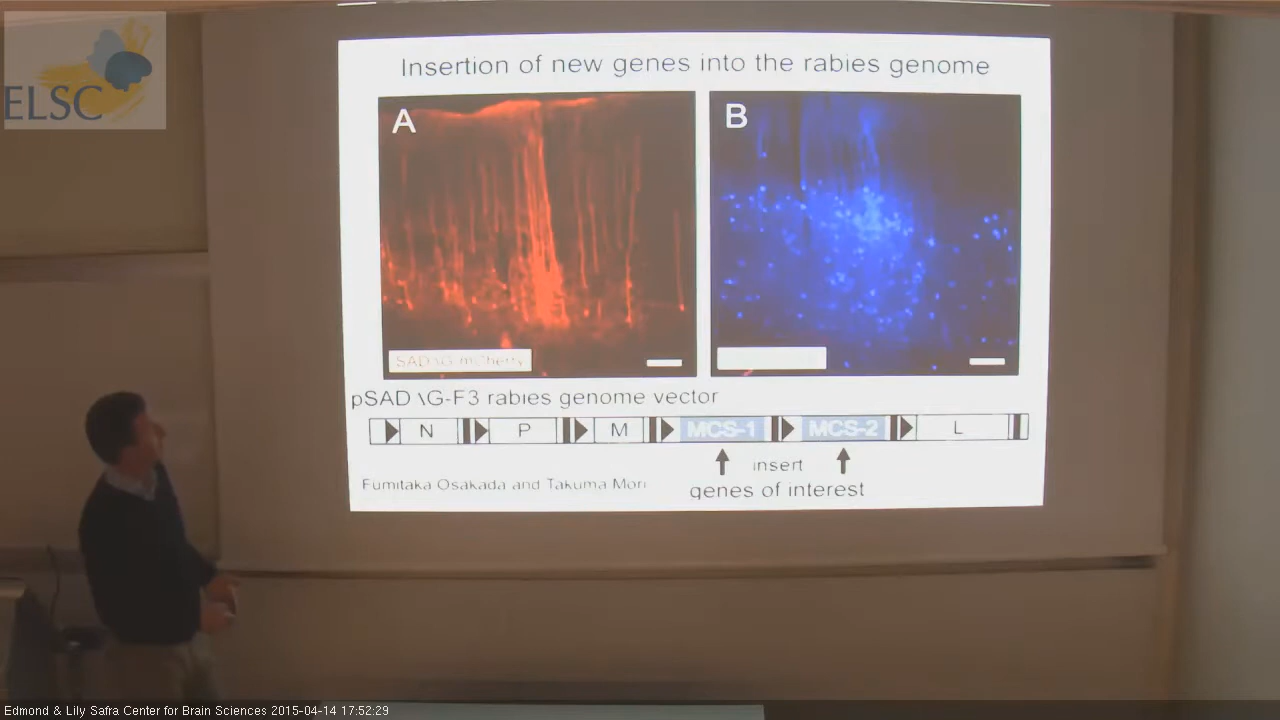 ELSC
Insertion of new genes into the rabies genome
A
B
SAD\G-mCherry
pSAD \G-F3 rabies genome vector
N P M MCS-1 MCS-2 L
insert
genes of interest
Fumitaka Osakada and Takuma Mori
Edmond & Lily Safra Center for Brain Sciences 2015-04-14 17:52:29